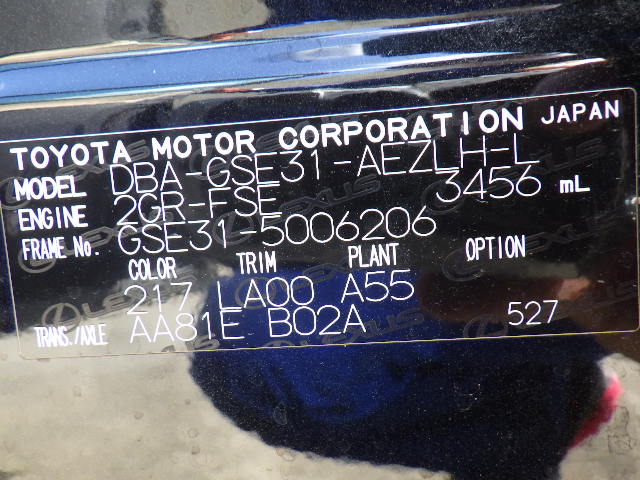 TOYOTA MOTOR CORPORATION JAPAN
MODEL DBA-GSE31-AEZLH-L
ENGINE 2GR-FSE 3456 mL
FRAME No. GSE31-5006206
COLOR TRIM PLANT OPTION
217 LA00 A55
TRANS./AXLE AA81E B02A 527